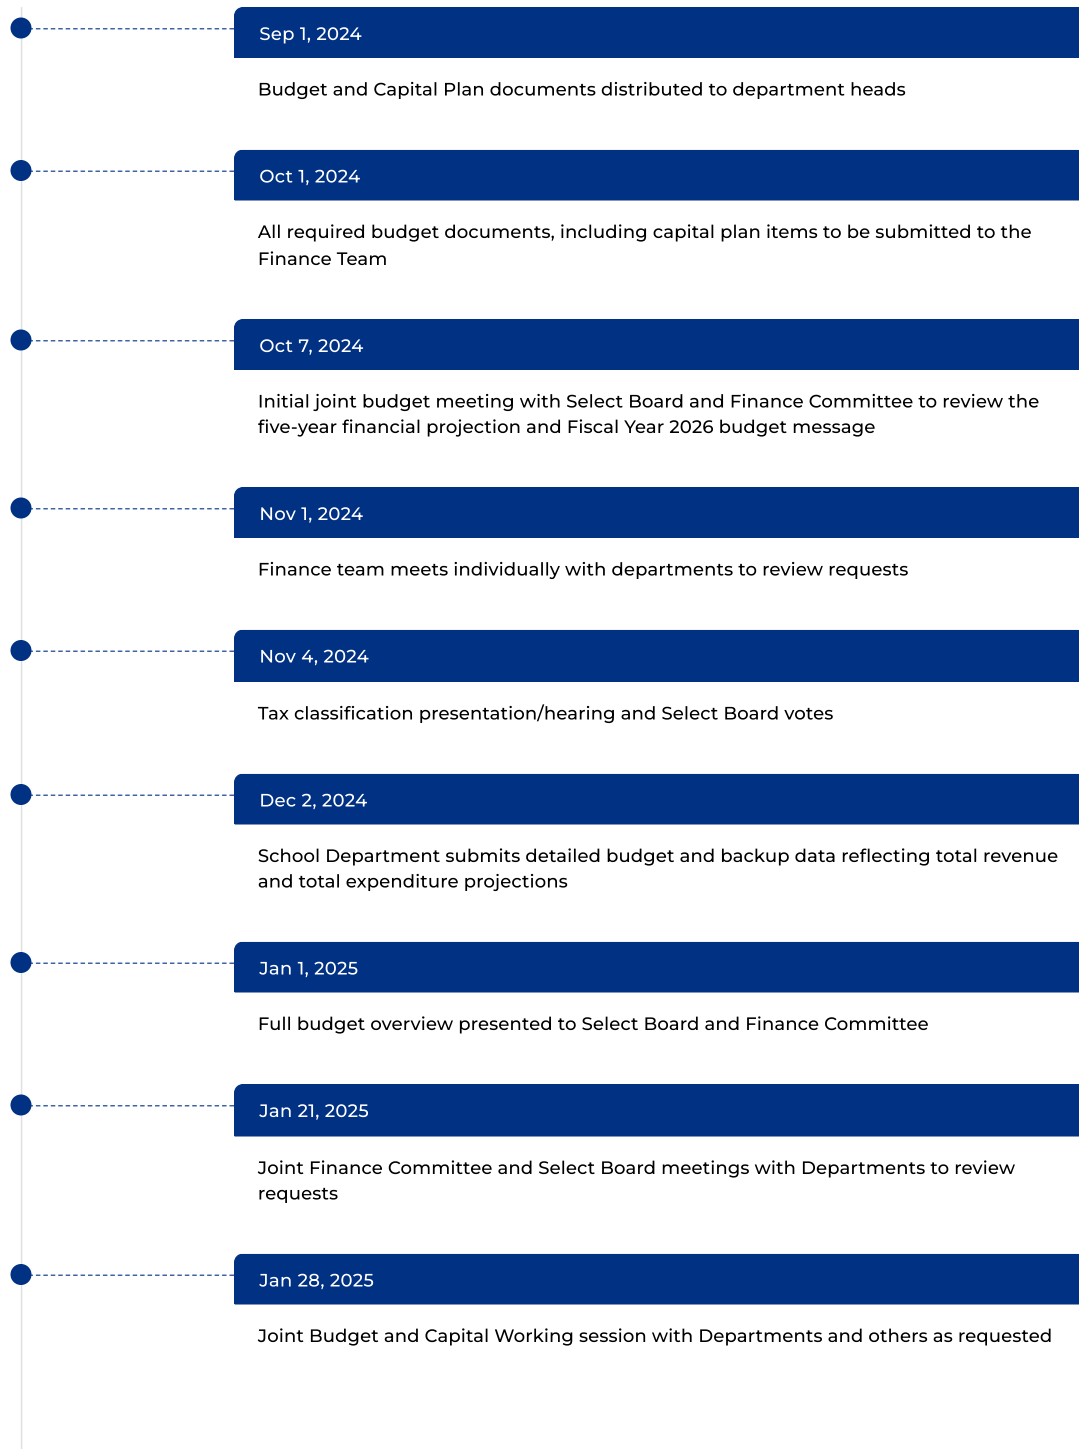 Sep 1, 2024
Budget and Capital Plan documents distributed to department heads
Oct 1, 2024
All required budget documents, including capital plan items to be submitted to the
Finance Team
Oct 7, 2024
Initial joint budget meeting with Select Board and Finance Committee to review the
five-year financial projection and Fiscal Year 2026 budget message
Nov 1, 2024
Finance team meets individually with departments to review requests
Nov 4, 2024
Tax classification presentation/hearing and Select Board votes
Dec 2, 2024
School Department submits detailed budget and backup data reflecting total revenue
and total expenditure projections
Jan 1, 2025
Full budget overview presented to Select Board and Finance Committee
Jan 21, 2025
Joint Finance Committee and Select Board meetings with Departments to review
requests
Jan 28, 2025
Joint Budget and Capital Working session with Departments and others as requested